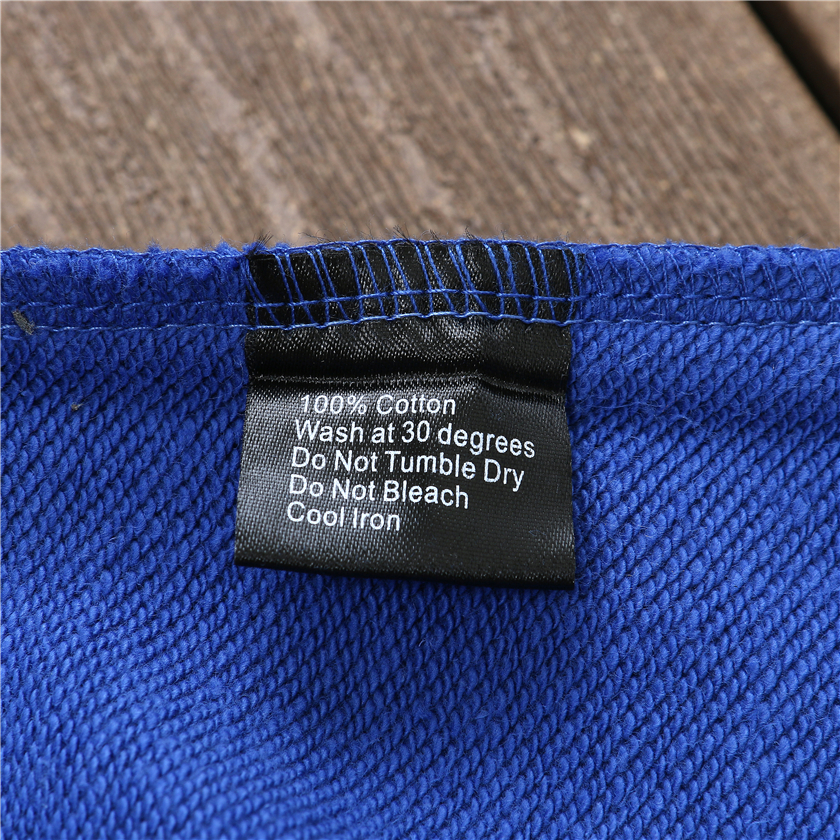 100% Cotton
Wash at 30 degrees
Do Not Tumble Dry
Do Not Bleach
Cool Iron